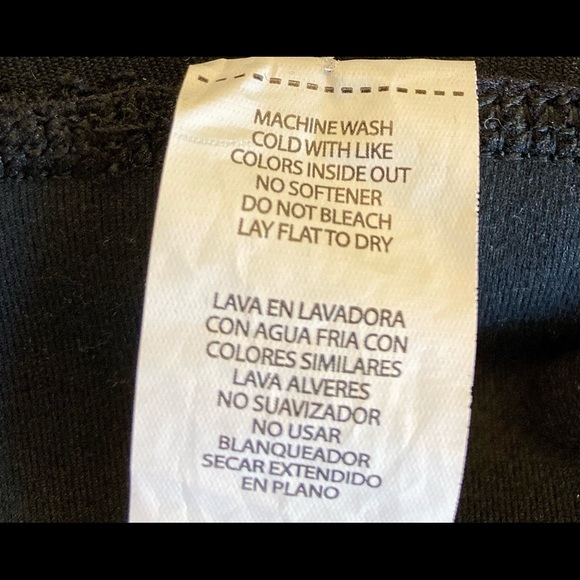 MACHINE WASH
COLD WITH LIKE
COLORS INSIDE OUT
NO SOFTENER
DO NOT BLEACH
LAY FLAT TO DRY
LAVA EN LAVADORA
CON AGUA FRIA CON
COLORES SIMILARES
LAVA ALVERES
NO SUAVIZADOR
NO USAR
BLANQUEADOR
SECAR EXTENDIDO
EN PLANO